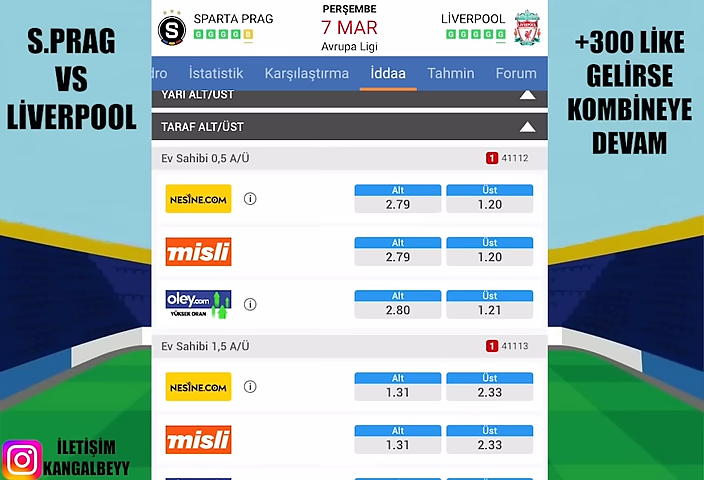 S.PRAG
VS
LİVERPOOL
SPARTA PRAG
G G G G B
PERŞEMBE
7 MAR
Avrupa Ligi
LİVERPOOL
G G G G G
+300 LİKE
GELİRSE
KOMBİNEYE
DEVAM
dro İstatistik Karşılaştırma İddaa Tahmin Forum
YARI ALT/ÜST
TARAF ALT/ÜST
Ev Sahibi 0,5 A/Ü 1 41112
Alt Üst
NESİNE.COM i 2.79 1.20
Alt Üst
misli 2.79 1.20
Alt Üst
oley.com i 2.80 1.21
YÜKSEK ORAN
Ev Sahibi 1,5 A/Ü 1 41113
Alt Üst
NESİNE.COM i 1.31 2.33
Alt Üst
misli 1.31 2.33
İLETİŞİM
KANGALBEYY